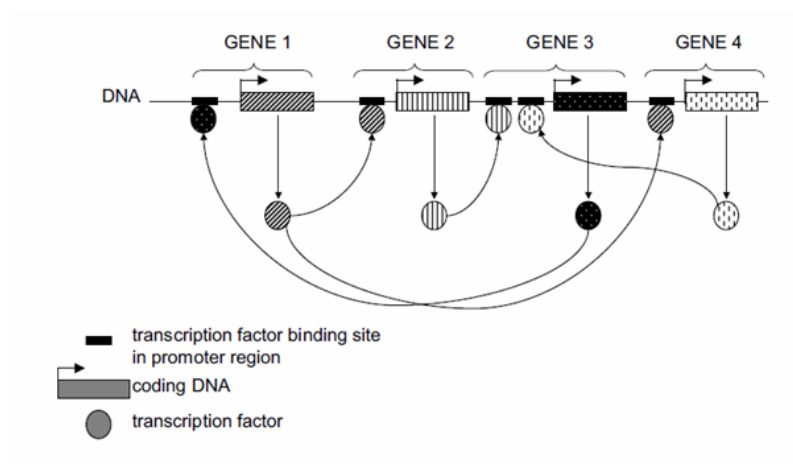 GENE 1 GENE 2 GENE 3 GENE 4
DNA
transcription factor binding site
in promoter region
coding DNA
transcription factor